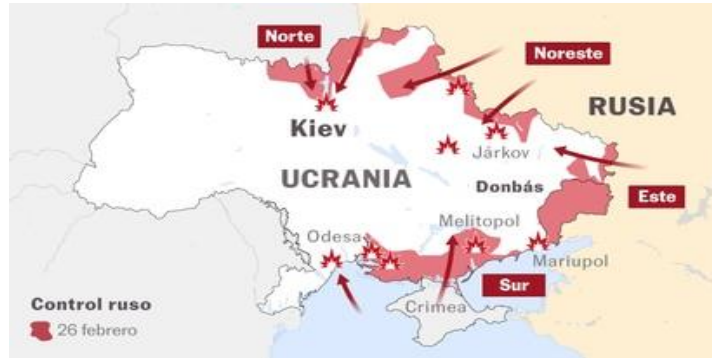 Norte
Noreste
RUSIA
Kiev
Járkov
UCRANIA
Donbás
Este
Melitopol
Odesa
Mariupol
Sur
Crimea
Control ruso
26 febrero